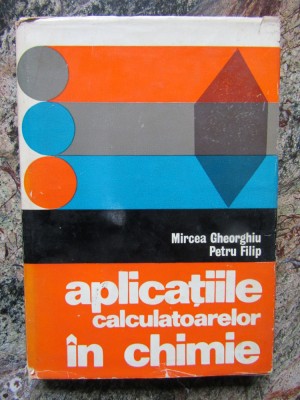 Mircea Gheorghiu
Petru Filip
aplicațiile
calculatoarelor
în chimie